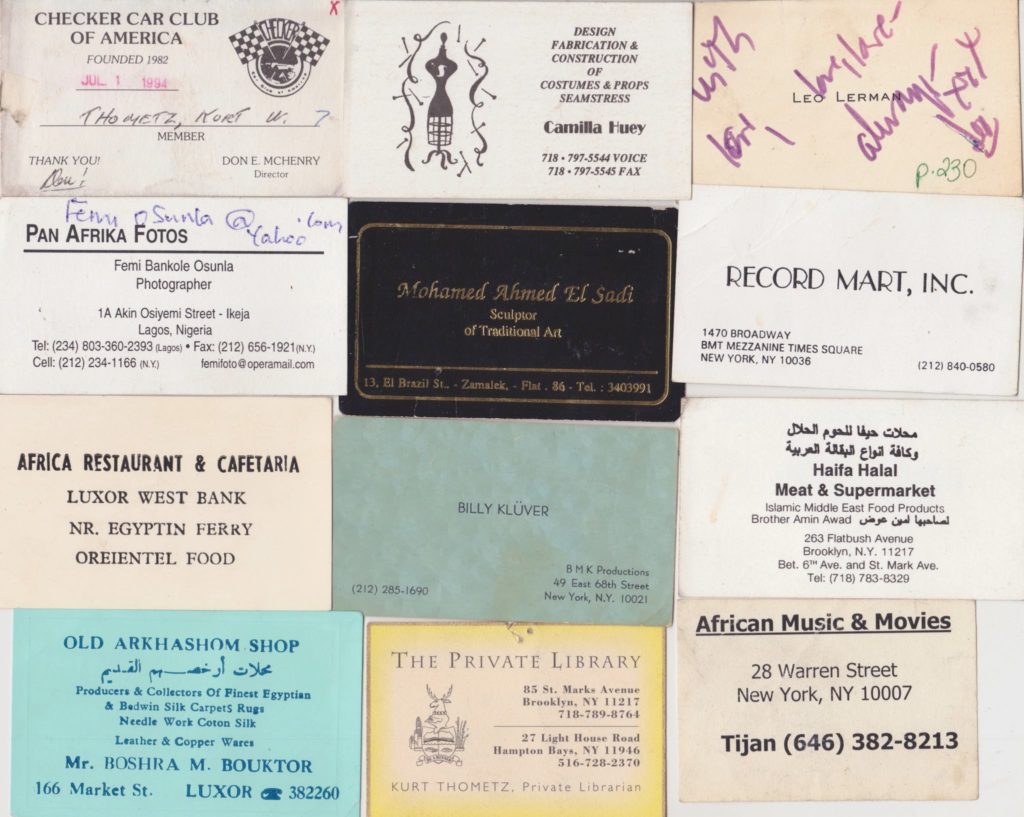 CHECKER CAR CLUB
OF AMERICA
FOUNDED 1982
JUL 1 1994
THOMETZ, KURT W. 7
MEMBER
THANK YOU!
DON E. MCHENRY
Don!
Director
CHECKER
x
DESIGN
FABRICATION &
CONSTRUCTION
OF
COSTUMES & PROPS
SEAMSTRESS
Camilla Huey
718 • 797-5544 VOICE
718 • 797-5545 FAX
LEO LERMAN
love
always
p.230
Femi osunla @ yahoo .com
PAN AFRIKA FOTOS
Femi Bankole Osunla
Photographer
1A Akin Osiyemi Street - Ikeja
Lagos, Nigeria
Tel: (234) 803-360-2393 (Lagos) • Fax: (212) 656-1921 (N.Y.)
Cell: (212) 234-1166 (N.Y.) femifoto@operamail.com
Mohamed Ahmed El Sadi
Sculptor
of Traditional Art
13, El Brazil St., - Zamalek, - Flat . 86 - Tel. : 3403991
RECORD MART, INC.
1470 BROADWAY
BMT MEZZANINE TIMES SQUARE
NEW YORK, NY 10036
(212) 840-0580
AFRICA RESTAURANT & CAFETARIA
LUXOR WEST BANK
NR. EGYPTIN FERRY
OREIENTEL FOOD
BILLY KLÜVER
(212) 285-1690
B M K Productions
49 East 68th Street
New York, N.Y. 10021
محلات حيفا للحوم الحلال
وكافة انواع البقالة العربية
Haifa Halal
Meat & Supermarket
Islamic Middle East Food Products
Brother Amin Awad لصاحبها امين عوض
263 Flatbush Avenue
Brooklyn, N.Y. 11217
Bet. 6TH Ave. and St. Mark Ave.
Tel: (718) 783-8329
OLD ARKHASHOM SHOP
محلات أرخصهم القديم
Producers & Collectors Of Finest Egyptian
& Bedwin Silk Carpets Rugs
Needle Work Coton Silk
Leather & Copper Wares
Mr. BOSHRA M. BOUKTOR
166 Market St. LUXOR ☎ 382260
THE PRIVATE LIBRARY
85 St. Marks Avenue
Brooklyn, NY 11217
718-789-8764
27 Light House Road
Hampton Bays, NY 11946
516-728-2370
KURT THOMETZ, Private Librarian
African Music & Movies
28 Warren Street
New York, NY 10007
Tijan (646) 382-8213